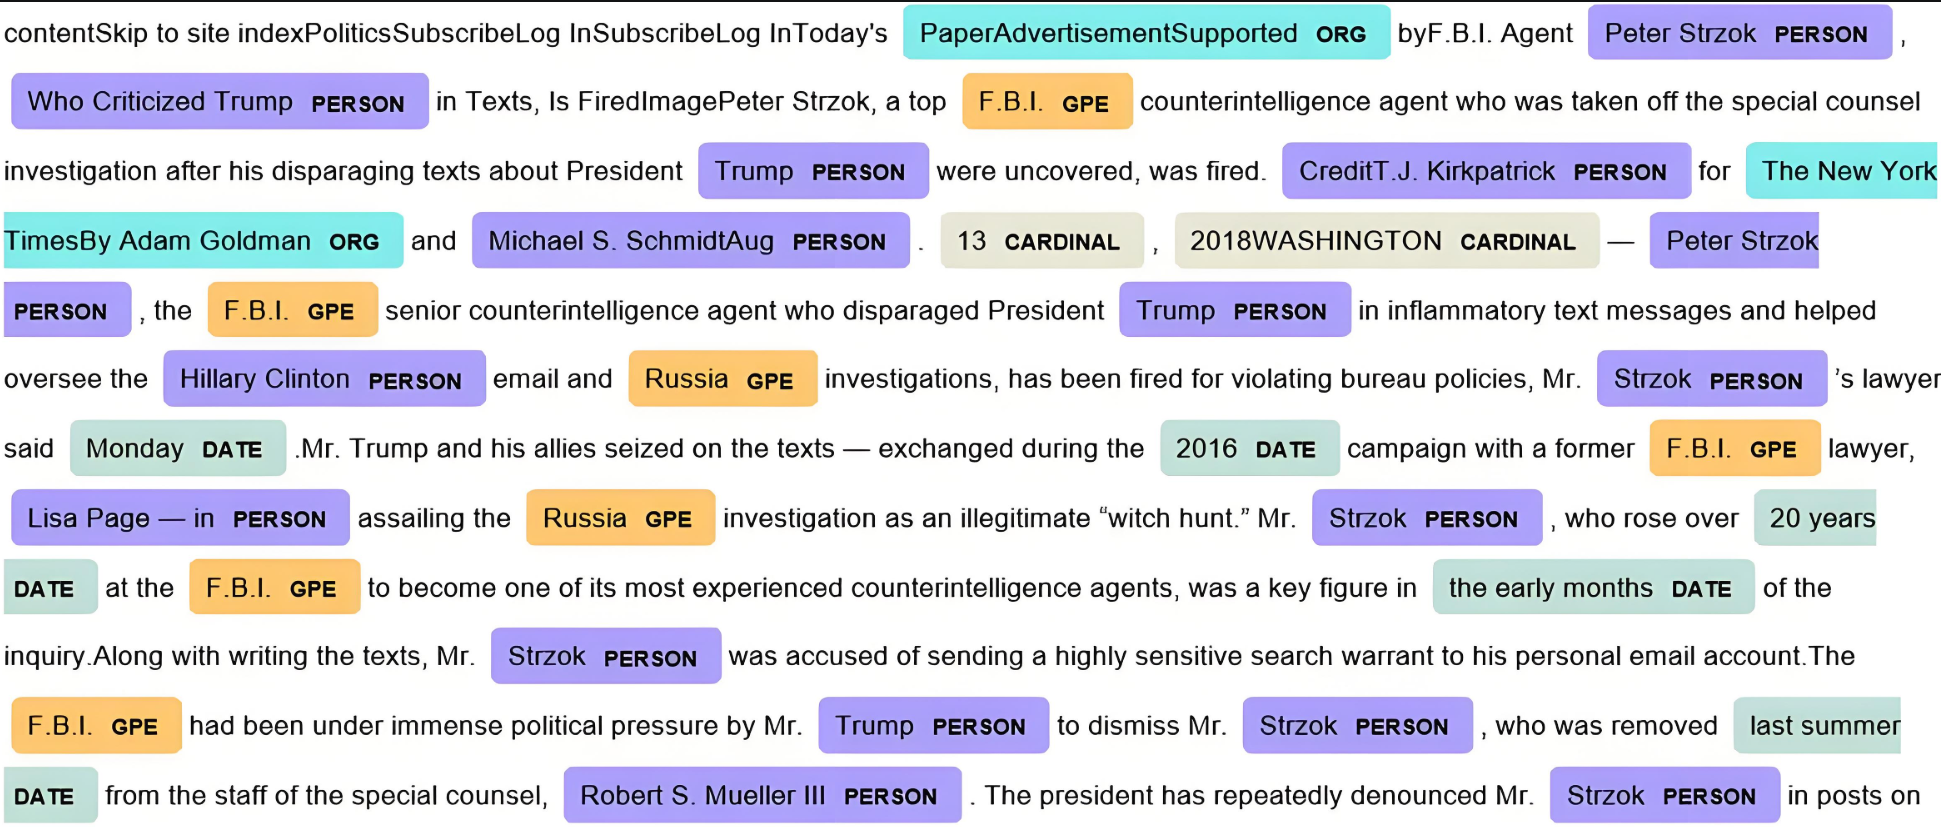 contentSkip to site indexPoliticsSubscribeLog InSubscribeLog InToday's PaperAdvertisementSupported ORG byF.B.I. Agent Peter Strzok PERSON ,
Who Criticized Trump PERSON in Texts, Is FiredImagePeter Strzok, a top F.B.I. GPE counterintelligence agent who was taken off the special counsel
investigation after his disparaging texts about President Trump PERSON were uncovered, was fired. CreditT.J. Kirkpatrick PERSON for The New York
TimesBy Adam Goldman ORG and Michael S. SchmidtAug PERSON . 13 CARDINAL , 2018WASHINGTON CARDINAL — Peter Strzok
PERSON , the F.B.I. GPE senior counterintelligence agent who disparaged President Trump PERSON in inflammatory text messages and helped
oversee the Hillary Clinton PERSON email and Russia GPE investigations, has been fired for violating bureau policies, Mr. Strzok PERSON ’s lawyer
said Monday DATE .Mr. Trump and his allies seized on the texts — exchanged during the 2016 DATE campaign with a former F.B.I. GPE lawyer,
Lisa Page — in PERSON assailing the Russia GPE investigation as an illegitimate “witch hunt.” Mr. Strzok PERSON , who rose over 20 years
DATE at the F.B.I. GPE to become one of its most experienced counterintelligence agents, was a key figure in the early months DATE of the
inquiry.Along with writing the texts, Mr. Strzok PERSON was accused of sending a highly sensitive search warrant to his personal email account.The
F.B.I. GPE had been under immense political pressure by Mr. Trump PERSON to dismiss Mr. Strzok PERSON , who was removed last summer
DATE from the staff of the special counsel, Robert S. Mueller III PERSON . The president has repeatedly denounced Mr. Strzok PERSON in posts on